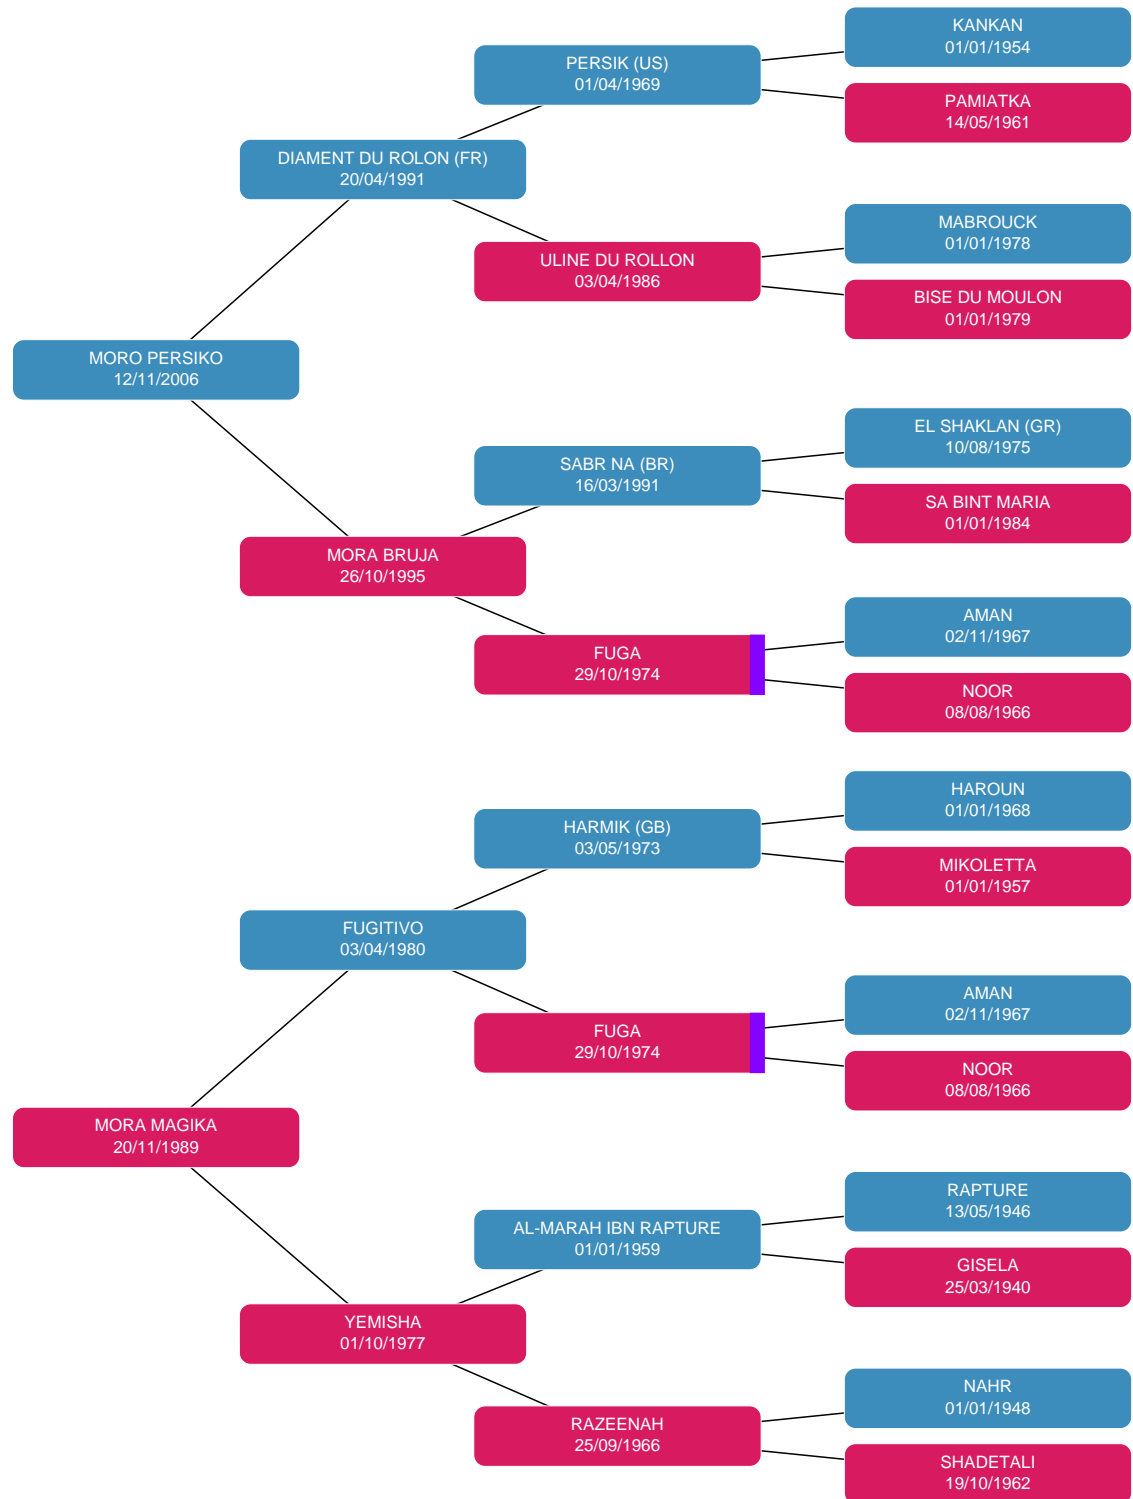 KANKAN
01/01/1954
PERSIK (US)
01/04/1969
PAMIATKA
14/05/1961
DIAMENT DU ROLON (FR)
20/04/1991
MABROUCK
01/01/1978
ULINE DU ROLLON
03/04/1986
BISE DU MOULON
01/01/1979
MORO PERSIKO
12/11/2006
EL SHAKLAN (GR)
10/08/1975
SABR NA (BR)
16/03/1991
SA BINT MARIA
01/01/1984
MORA BRUJA
26/10/1995
AMAN
02/11/1967
FUGA
29/10/1974
NOOR
08/08/1966
HAROUN
01/01/1968
HARMIK (GB)
03/05/1973
MIKOLETTA
01/01/1957
FUGITIVO
03/04/1980
AMAN
02/11/1967
FUGA
29/10/1974
NOOR
08/08/1966
MORA MAGIKA
20/11/1989
RAPTURE
13/05/1946
AL-MARAH IBN RAPTURE
01/01/1959
GISELA
25/03/1940
YEMISHA
01/10/1977
NAHR
01/01/1948
RAZEENAH
25/09/1966
SHADETALI
19/10/1962